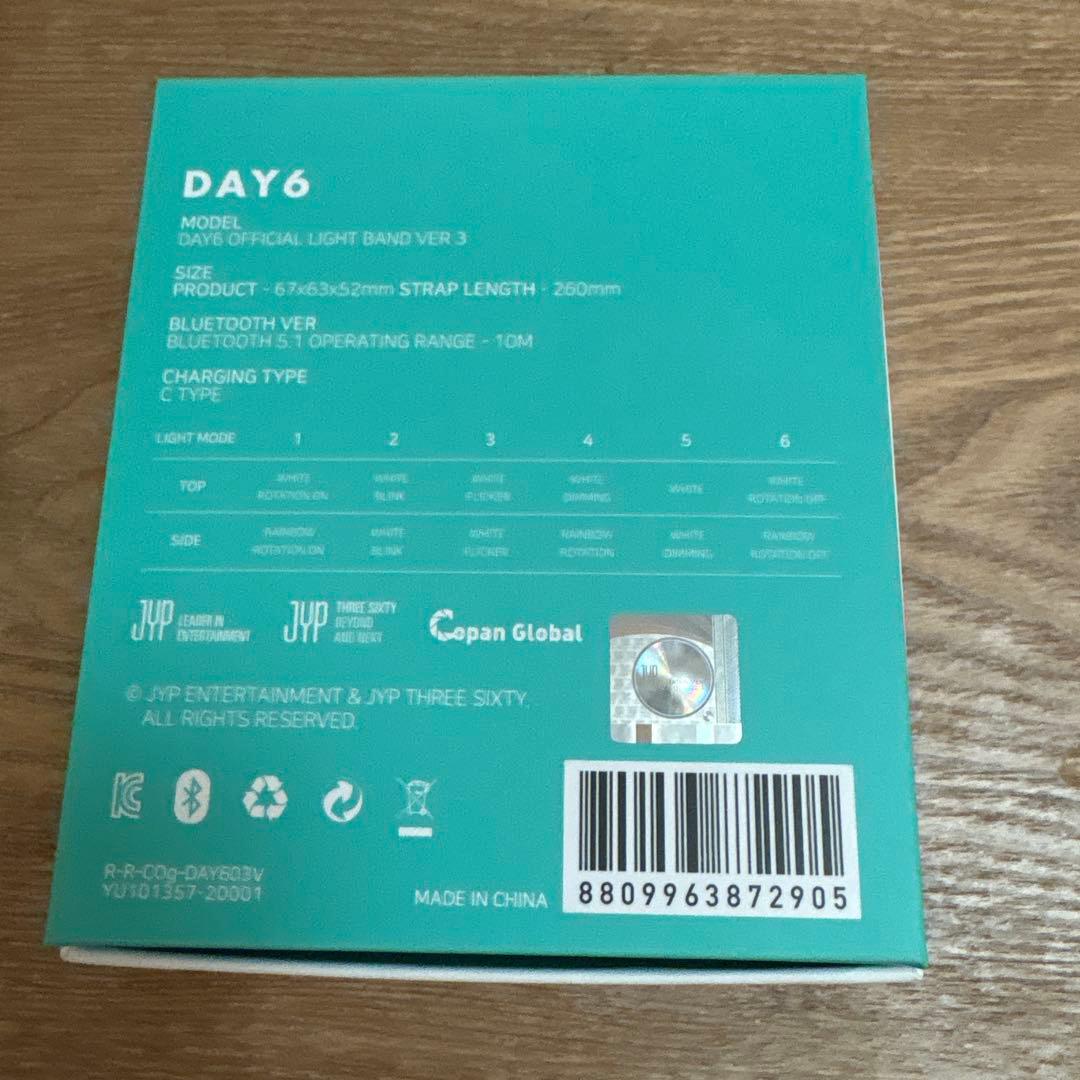 DAY6
MODEL
DAY6 OFFICIAL LIGHT BAND VER 3
SIZE
PRODUCT - 67x63x52mm STRAP LENGTH - 260mm
BLUETOOTH VER
BLUETOOTH 5.1 OPERATING RANGE - 10M
CHARGING TYPE
C TYPE
LIGHT MODE 1 2 3 4 5 6
TOP WHITE ROTATION ON WHITE BLINK WHITE FLICKER WHITE DIMMING WHITE WHITE ROTATION OFF
SIDE RAINBOW ROTATION ON WHITE BLINK WHITE FLICKER RAINBOW ROTATION WHITE DIMMING RAINBOW ROTATION OFF
JYP LEADER IN ENTERTAINMENT
JYP THREE SIXTY BEYOND AND NEXT
Copan Global
JYP
© JYP ENTERTAINMENT & JYP THREE SIXTY.
ALL RIGHTS RESERVED.
R-R-COg-DAY603V
YU101357-20001
MADE IN CHINA
8809963872905